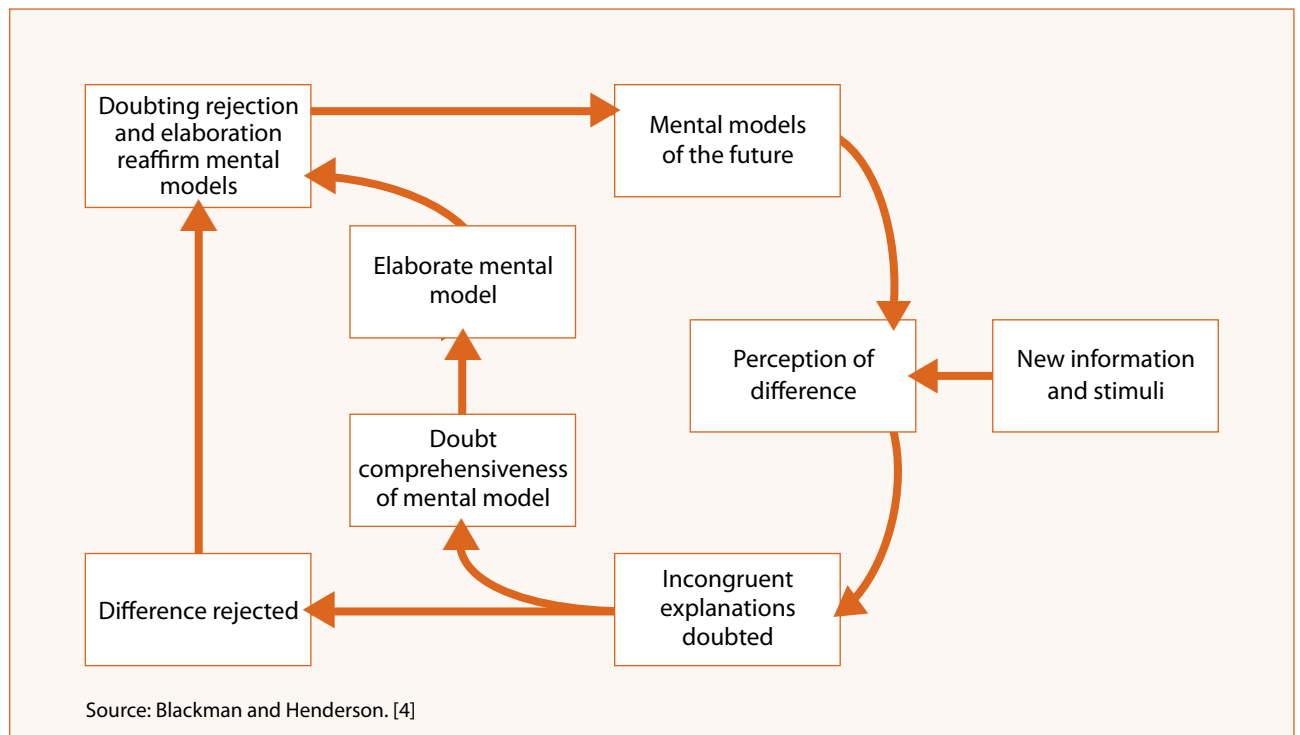 Doubting rejection
and elaboration
reaffirm mental
models
Mental models
of the future
Elaborate mental
model
Perception of
difference
New information
and stimuli
Doubt
comprehensiveness
of mental model
Difference rejected
Incongruent
explanations
doubted
Source: Blackman and Henderson. [4]